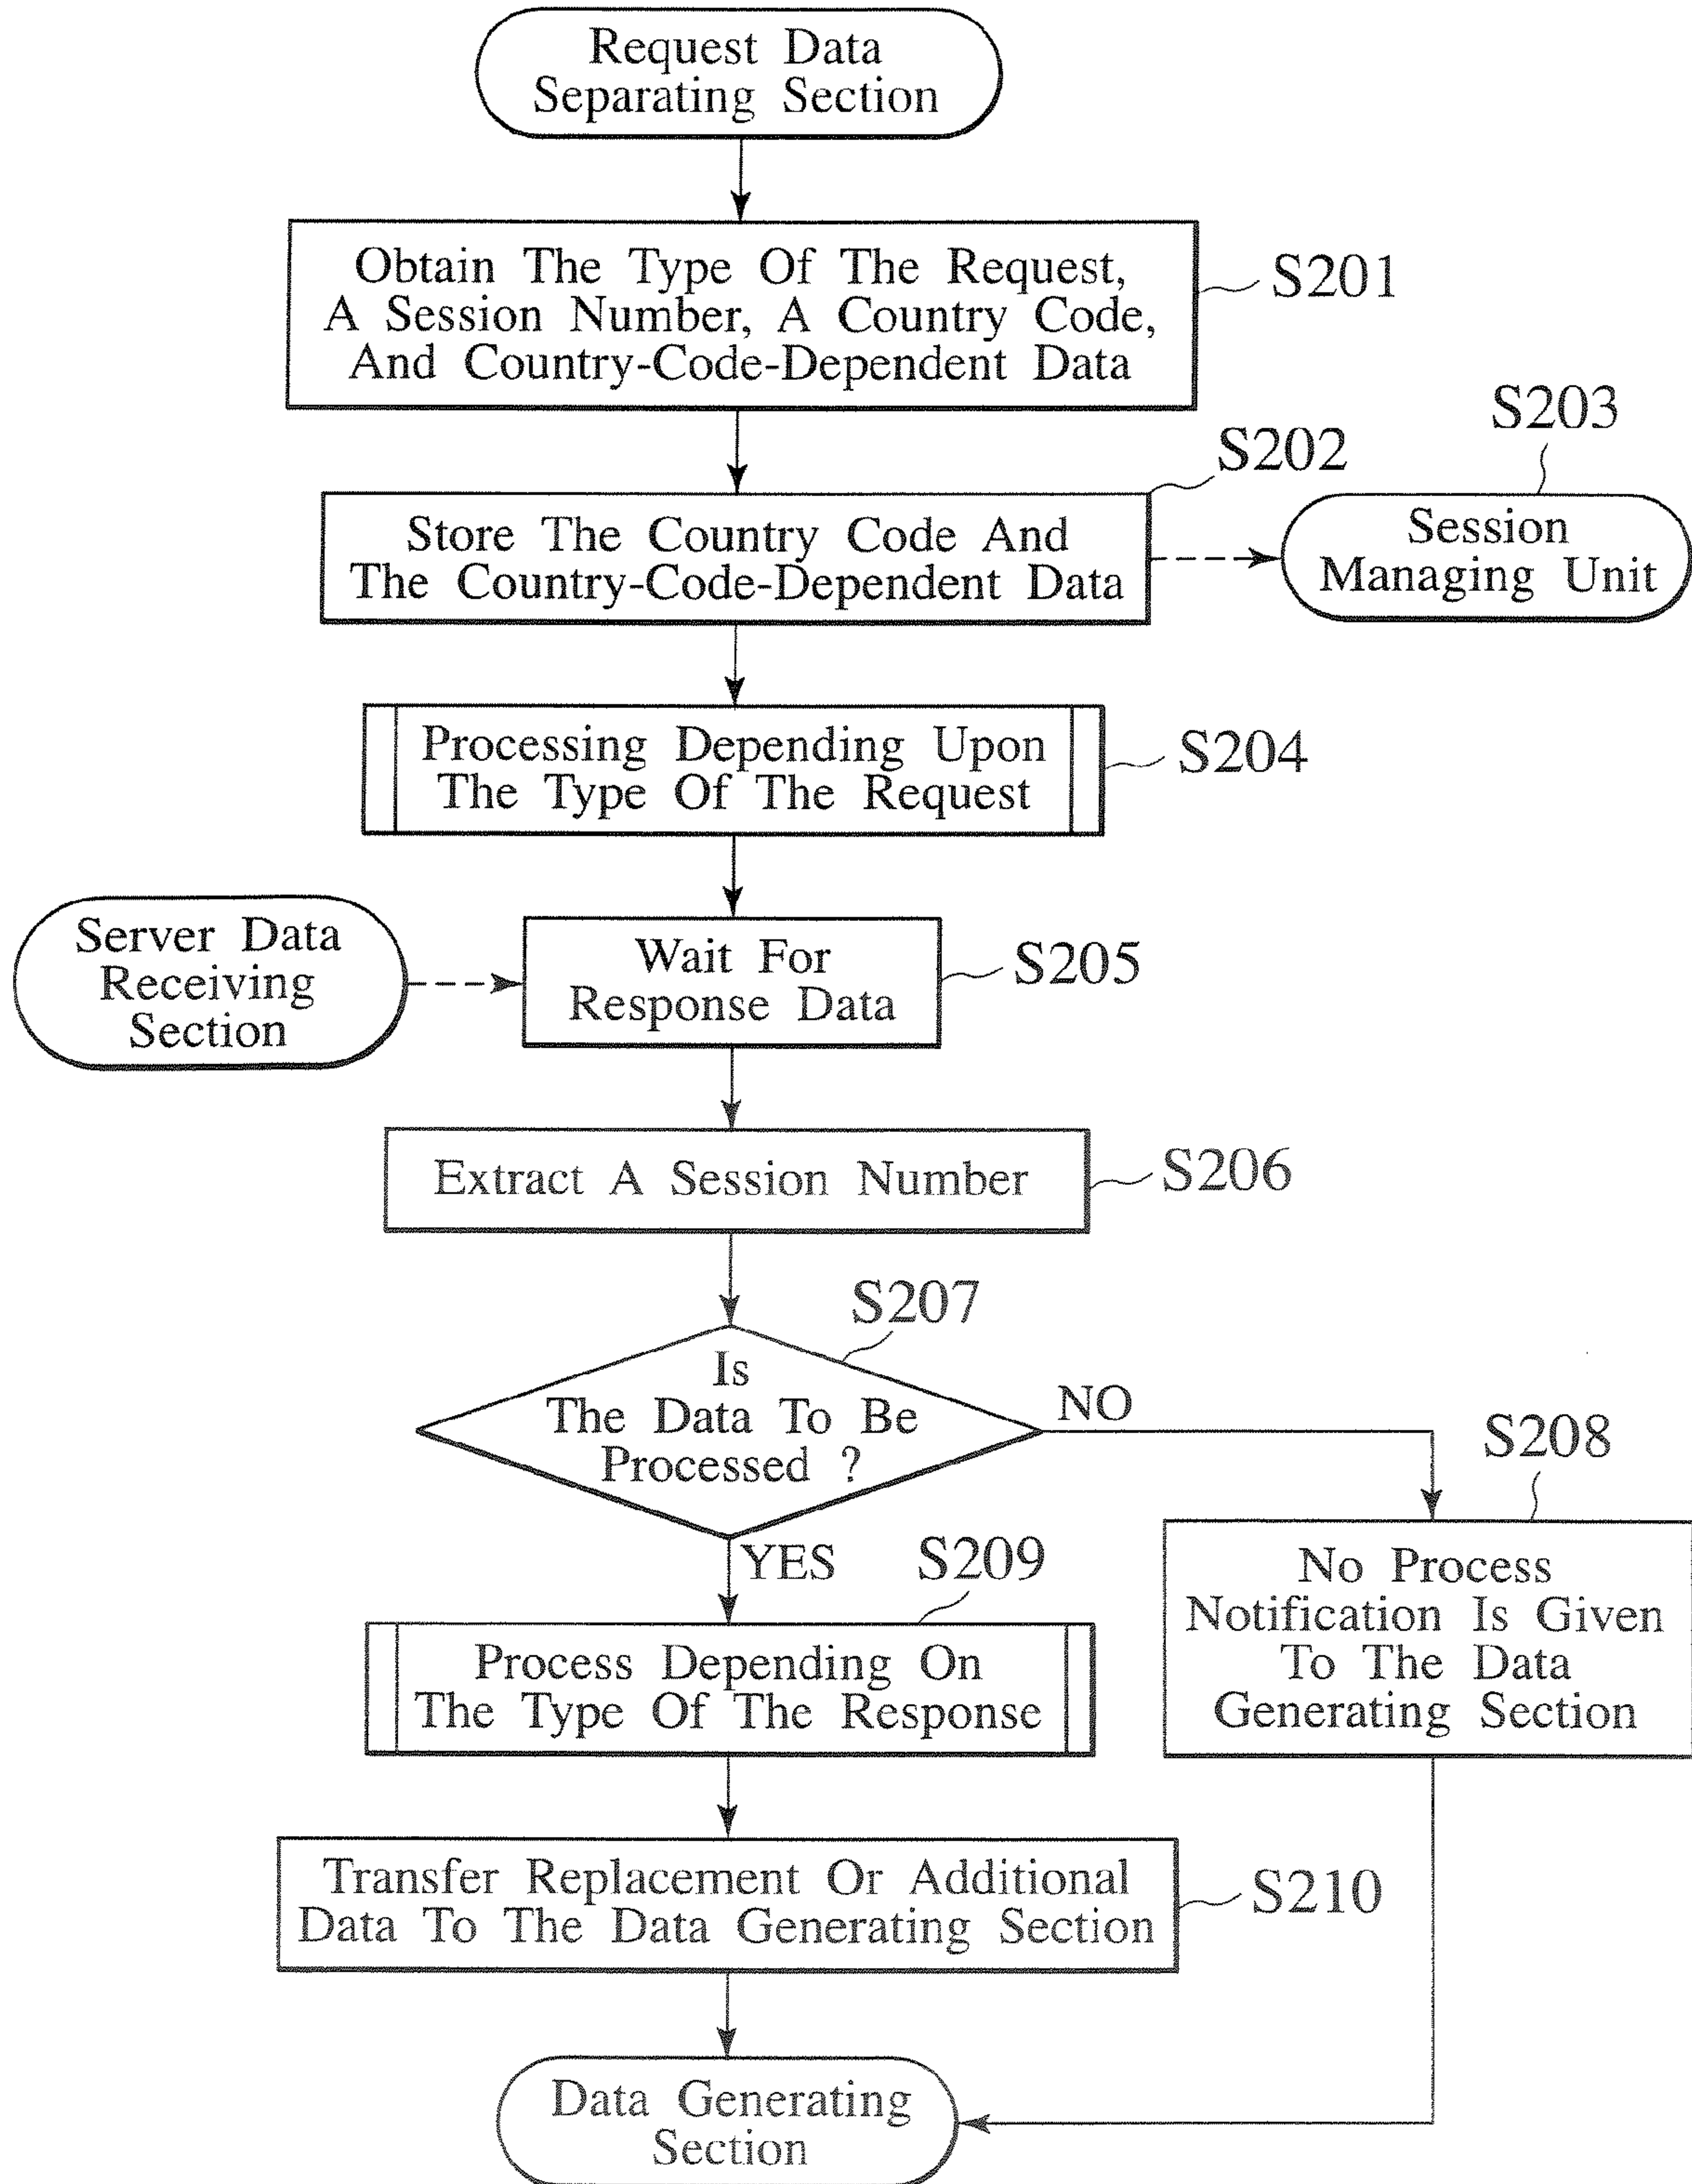 Request Data
Separating Section
Obtain The Type Of The Request,
A Session Number, A Country Code,
And Country-Code-Dependent Data
S201
S202
S203
Store The Country Code And
The Country-Code-Dependent Data
Session
Managing Unit
Processing Depending Upon
The Type Of The Request
S204
Server Data
Receiving
Section
Wait For
Response Data
S205
Extract A Session Number
S206
S207
Is
The Data To Be
Processed ?
NO
YES
S208
No Process
Notification Is Given
To The Data
Generating Section
S209
Process Depending On
The Type Of The Response
Transfer Replacement Or Additional
Data To The Data Generating Section
S210
Data Generating
Section